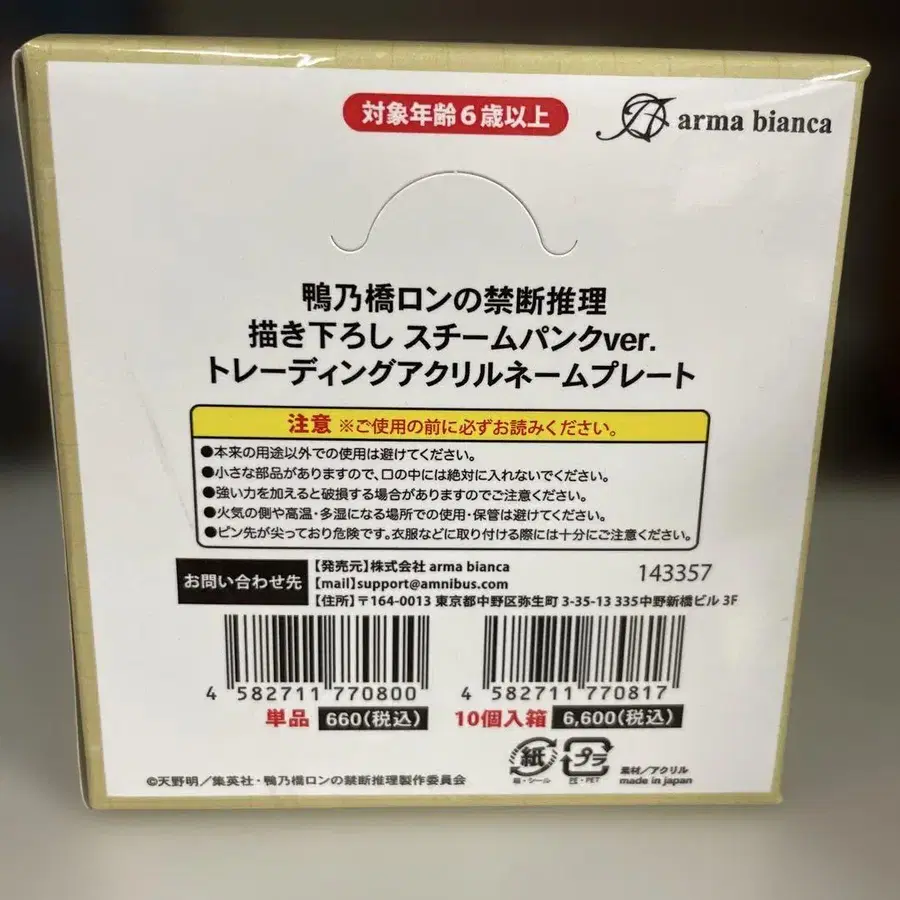 対象年齢6歳以上
arma bianca
鴨乃橋ロンの禁断推理
描き下ろし スチームパンクver.
トレーディングアクリルネームプレート
注意 ※ご使用の前に必ずお読みください。
●本来の用途以外での使用は避けてください。
●小さな部品がありますので、口の中には絶対に入れないでください。
●強い力を加えると破損する場合がありますのでご注意ください。
●火気の側や高温・多湿になる場所での使用・保管は避けてください。
●ピン先が尖っており危険です。衣服などに取り付ける際には十分にご注意ください。
お問い合わせ先
【発売元】株式会社 arma bianca
【mail】support@amnibus.com
【住所】〒164-0013 東京都中野区弥生町 3-35-13 335中野新橋ビル 3F
143357
4 582711 770800
4 582711 770817
単品 660(税込)
10個入箱 6,600(税込)
紙
箱・シール
プラ
袋・PET
素材/アクリル
made in japan
©天野明/集英社・鴨乃橋ロンの禁断推理製作委員会